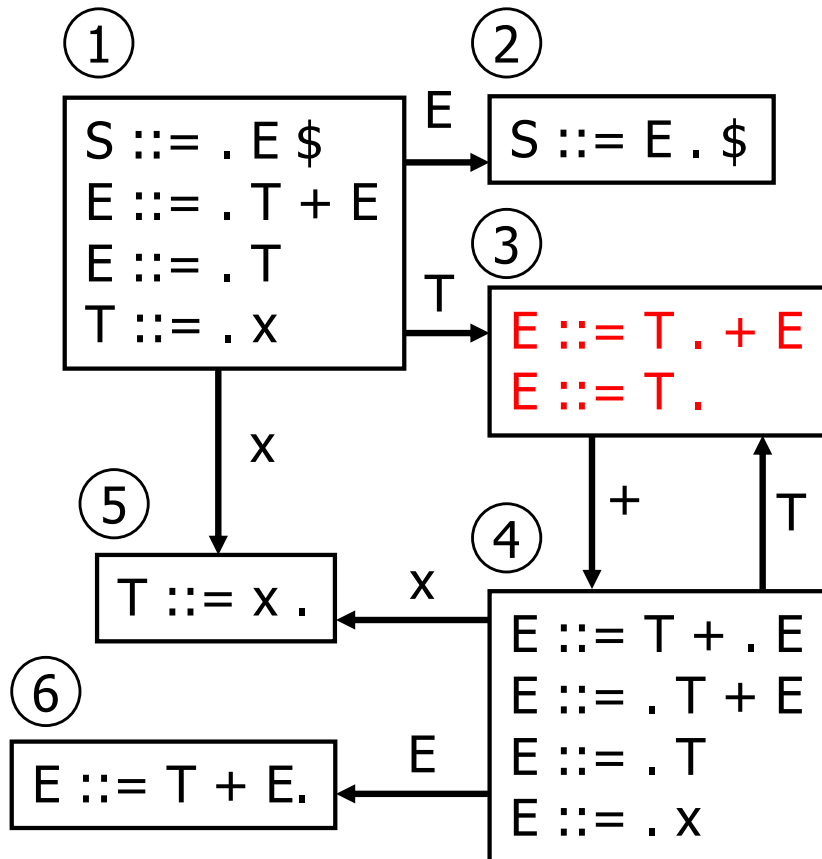 1
S ::= . E $
E ::= . T + E
E ::= . T
T ::= . x
E
2
S ::= E . $
T
3
E ::= T . + E
E ::= T .
x
+
T
5
T ::= x .
x
4
E ::= T + . E
E ::= . T + E
E ::= . T
E ::= . x
6
E ::= T + E.
E